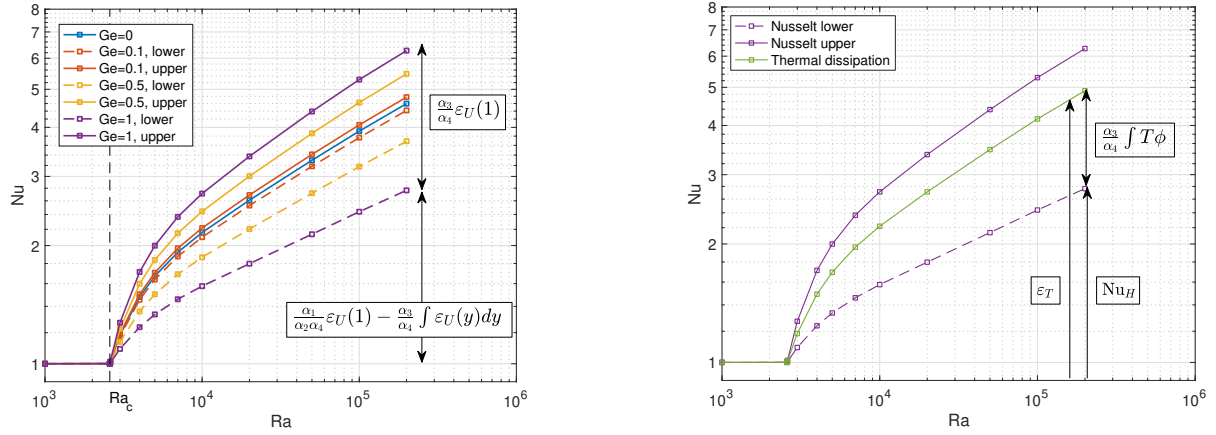 8
7
6
5
4
3
2
1
Nu
Ge=0
Ge=0.1, lower
Ge=0.1, upper
Ge=0.5, lower
Ge=0.5, upper
Ge=1, lower
Ge=1, upper
α₃/α₄ ε_U(1)
α₁/α₂α₄ ε_U(1) − α₃/α₄ ∫ ε_U(y)dy
10³
Ra_c
10⁴
10⁵
10⁶
Ra
8
7
6
5
4
3
2
1
Nu
Nusselt lower
Nusselt upper
Thermal dissipation
α₃/α₄ ∫ Tϕ
ε_T
Nu_H
10³
10⁴
10⁵
10⁶
Ra